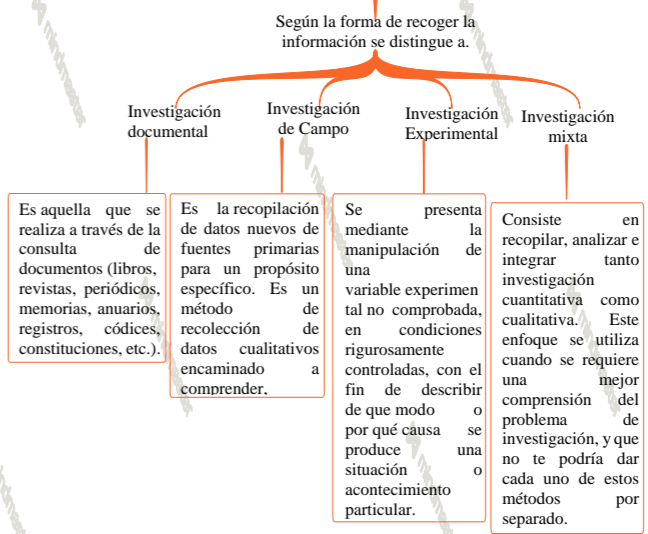 Según la forma de recoger la
información se distingue a.
Investigación
documental
Investigación
de Campo
Investigación
Experimental
Investigación
mixta
Es aquella que se
realiza a través de la
consulta de
documentos (libros,
revistas, periódicos,
memorias, anuarios,
registros, códices,
constituciones, etc.).
Es la recopilación
de datos nuevos de
fuentes primarias
para un propósito
específico. Es un
método de
recolección de
datos cualitativos
encaminado a
comprender,
Se presenta
mediante la
manipulación de
una
variable experimen
tal no comprobada,
en condiciones
rigurosamente
controladas, con el
fin de describir
de que modo o
por qué causa se
produce una
situación o
acontecimiento
particular.
Consiste en
recopilar, analizar e
integrar tanto
investigación
cuantitativa como
cualitativa. Este
enfoque se utiliza
cuando se requiere
una mejor
comprensión del
problema de
investigación, y que
no te podría dar
cada uno de estos
métodos por
separado.